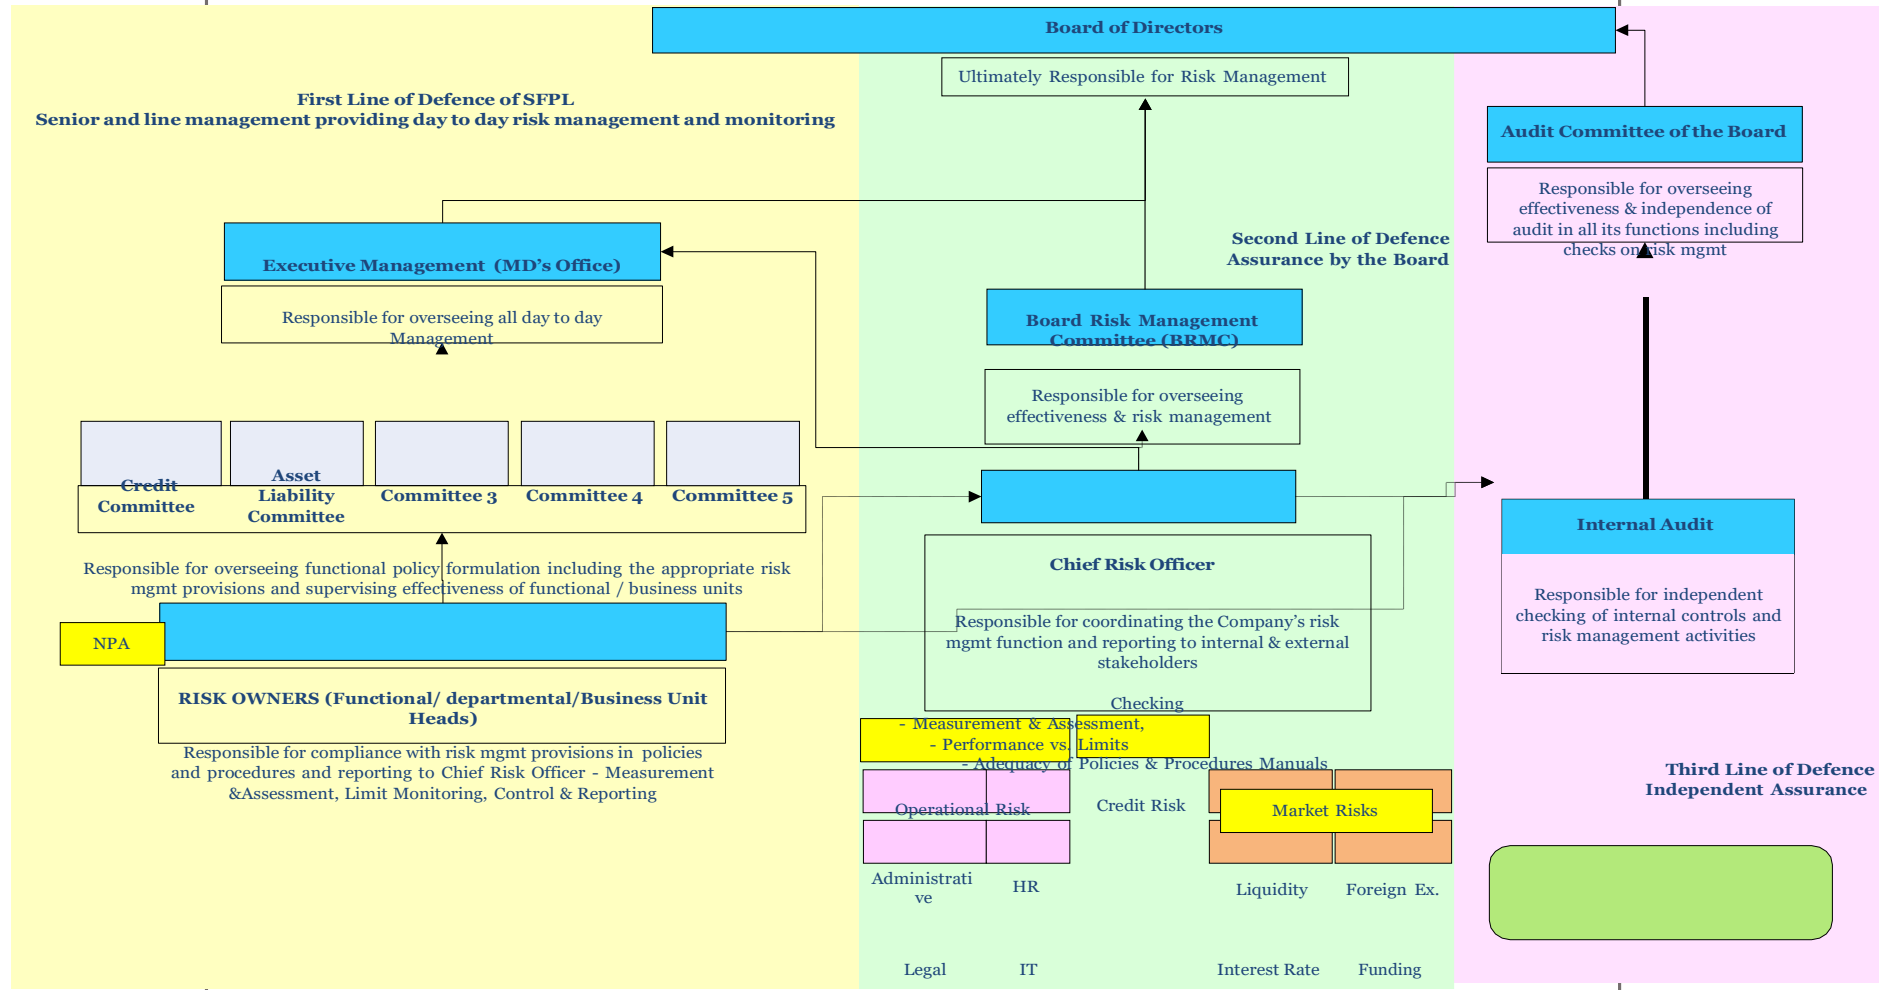 Board of Directors
Ultimately Responsible for Risk Management
First Line of Defence of SFPL
Senior and line management providing day to day risk management and monitoring
Audit Committee of the Board
Responsible for overseeing
effectiveness & independence of
audit in all its functions including
checks on risk mgmt
Second Line of Defence
Assurance by the Board
Executive Management (MD's Office)
Responsible for overseeing all day to day
Management
Board Risk Management
Committee (BRMC)
Responsible for overseeing
effectiveness & risk management
Credit
Committee
Asset
Liability
Committee
Committee 3
Committee 4
Committee 5
Responsible for overseeing functional policy formulation including the appropriate risk
mgmt provisions and supervising effectiveness of functional / business units
NPA
RISK OWNERS (Functional/ departmental/Business Unit
Heads)
Responsible for compliance with risk mgmt provisions in policies
and procedures and reporting to Chief Risk Officer - Measurement
&Assessment, Limit Monitoring, Control & Reporting
Chief Risk Officer
Responsible for coordinating the Company's risk
mgmt function and reporting to internal & external
stakeholders
Checking
- Measurement & Assessment,
- Performance vs. Limits
- Adequacy of Policies & Procedures Manuals
Operational Risk
Credit Risk
Market Risks
Administrati
ve
HR
Liquidity
Foreign Ex.
Legal
IT
Interest Rate
Funding
Internal Audit
Responsible for independent
checking of internal controls and
risk management activities
Third Line of Defence
Independent Assurance